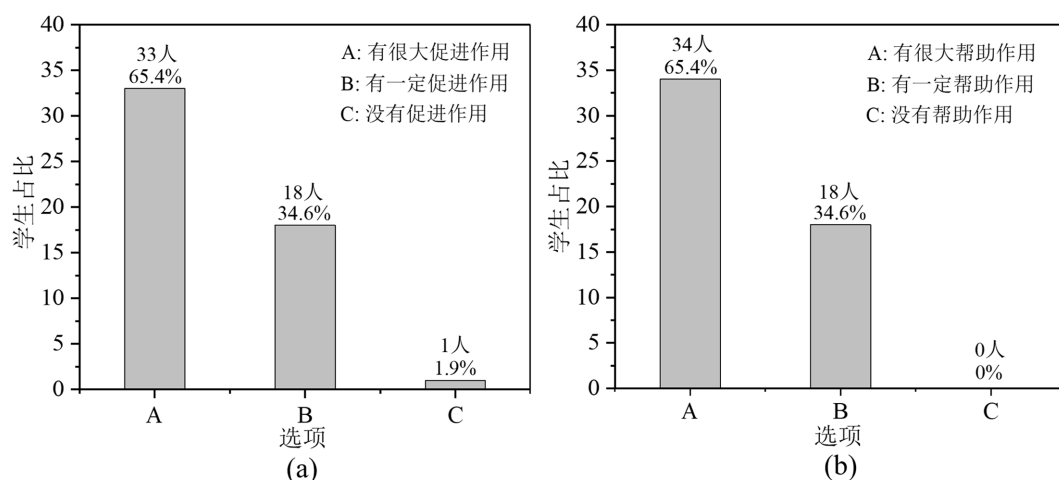 40
35
30
25
20
15
10
5
0
学生占比
33人
65.4%
18人
34.6%
1人
1.9%
A: 有很大促进作用
B: 有一定促进作用
C: 没有促进作用
A
B
C
选项
(a)
40
35
30
25
20
15
10
5
0
学生占比
34人
65.4%
18人
34.6%
0人
0%
A: 有很大帮助作用
B: 有一定帮助作用
C: 没有帮助作用
A
B
C
选项
(b)